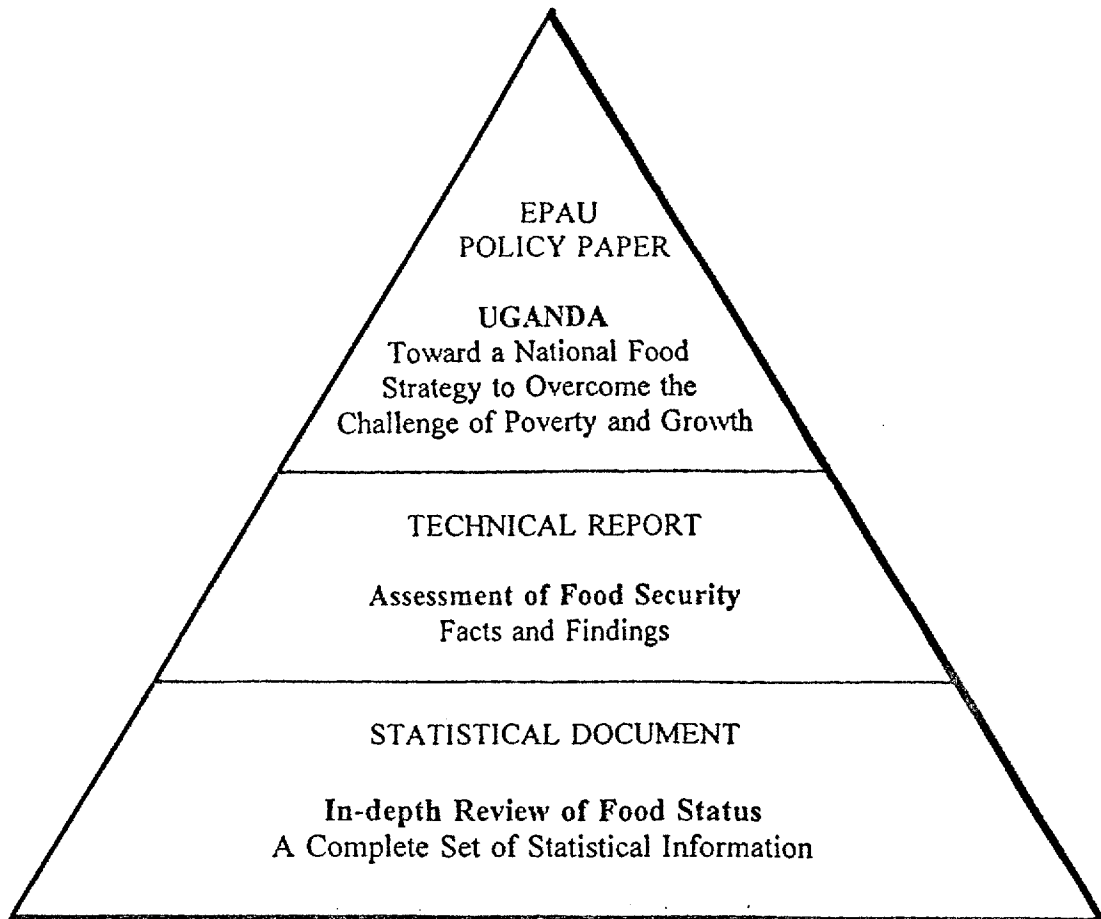 EPAU
POLICY PAPER
UGANDA
Toward a National Food
Strategy to Overcome the
Challenge of Poverty and Growth
TECHNICAL REPORT
Assessment of Food Security
Facts and Findings
STATISTICAL DOCUMENT
In-depth Review of Food Status
A Complete Set of Statistical Information